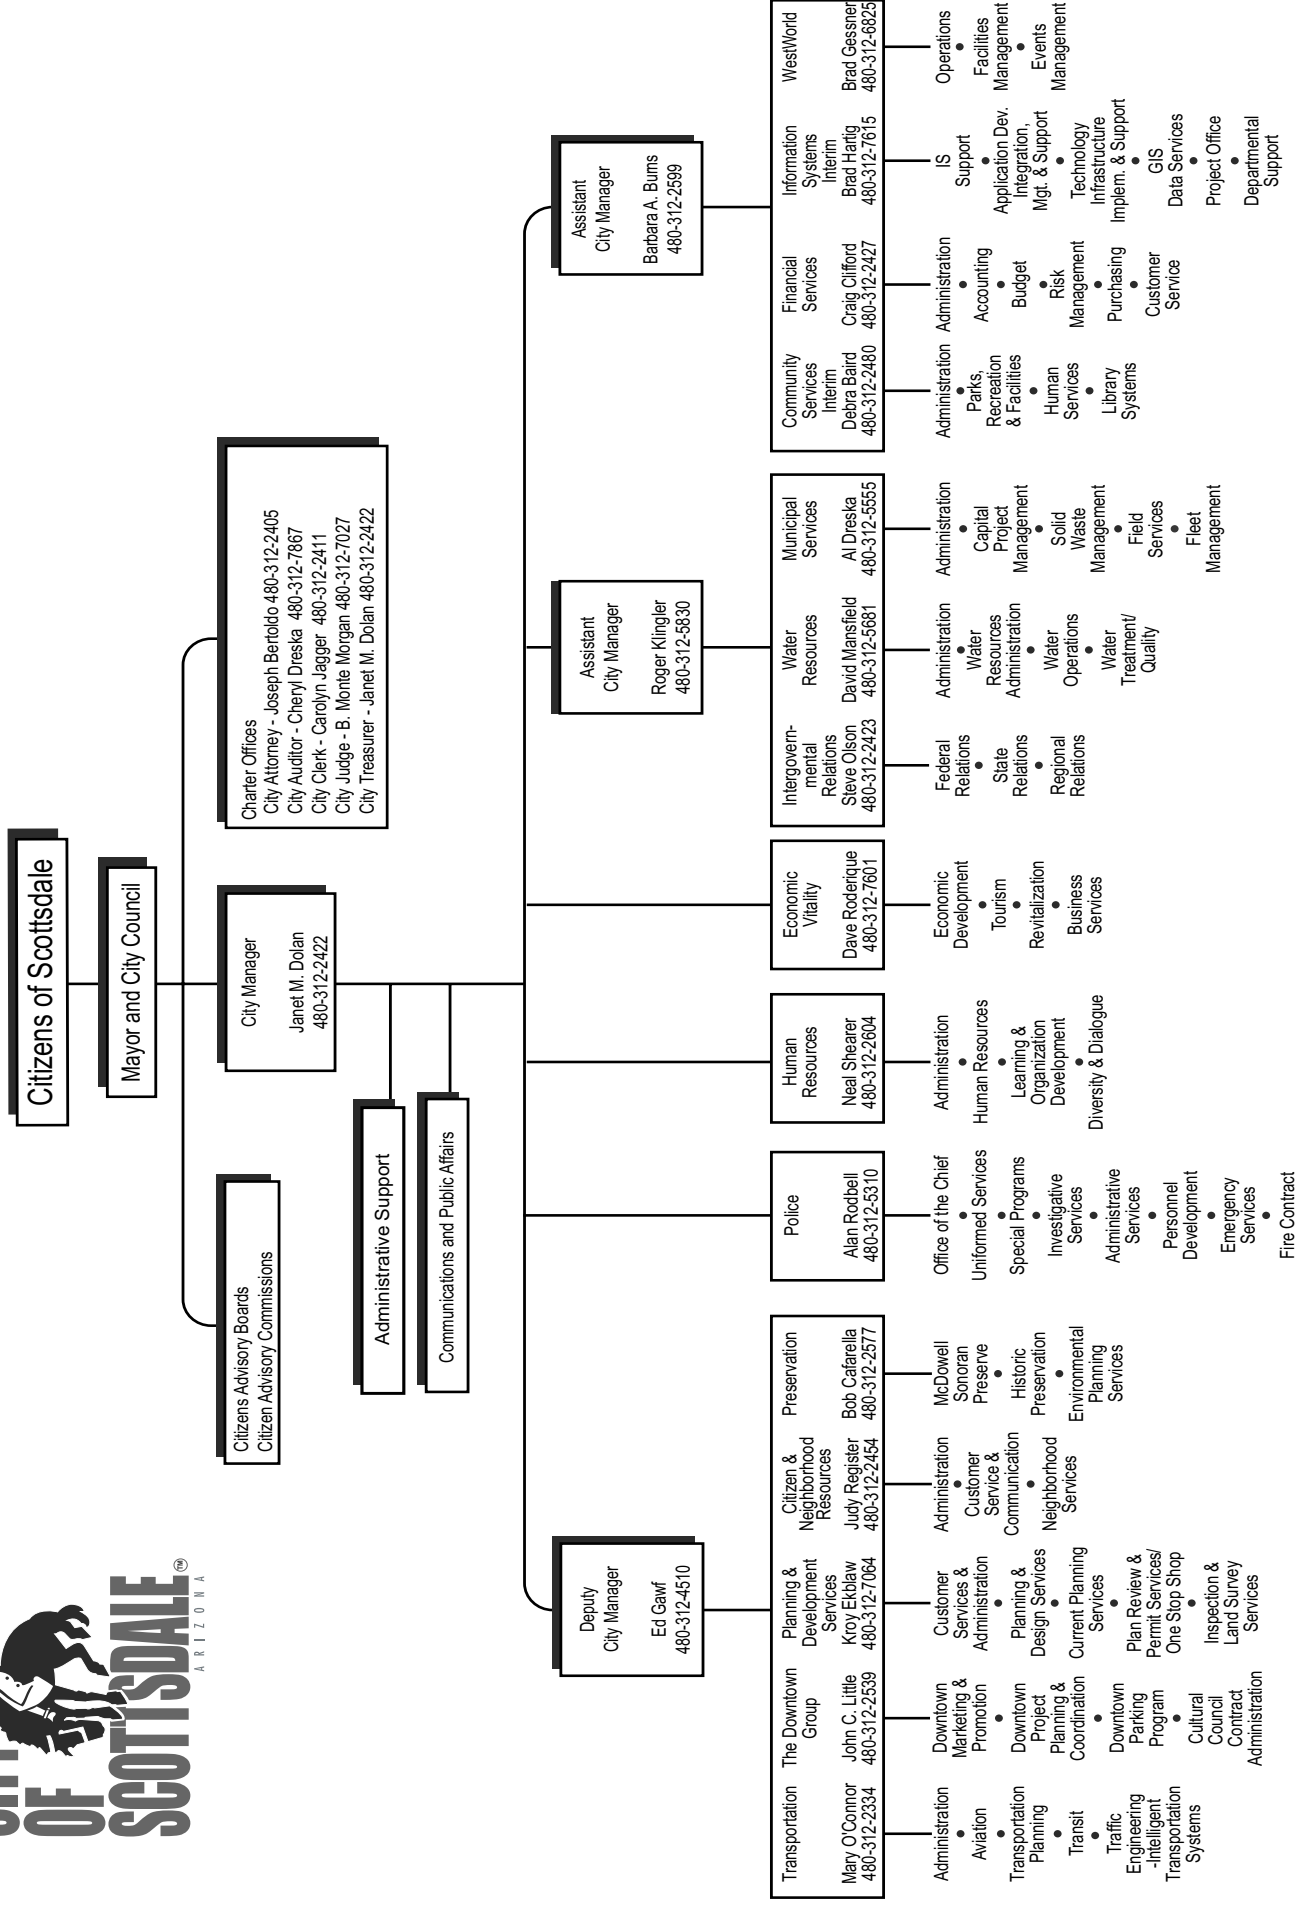 CITY
OF
SCOTTSDALE
TM
ARIZONA
Citizens of Scottsdale
Mayor and City Council
Citizens Advisory Boards
Citizen Advisory Commissions
City Manager
Janet M. Dolan
480-312-2422
Charter Offices
City Attorney - Joseph Bertoldo 480-312-2405
City Auditor - Cheryl Dreska 480-312-7867
City Clerk - Carolyn Jagger 480-312-2411
City Judge - B. Monte Morgan 480-312-7027
City Treasurer - Janet M. Dolan 480-312-2422
Administrative Support
Communications and Public Affairs
Deputy
City Manager
Ed Gawf
480-312-4510
Assistant
City Manager
Roger Klingler
480-312-5830
Assistant
City Manager
Barbara A. Burns
480-312-2599
Transportation
Mary O'Connor
480-312-2334
Administration
•
Aviation
•
Transportation
Planning
•
Transit
•
Traffic
Engineering
-Intelligent
Transportation
Systems
The Downtown
Group
John C. Little
480-312-2539
Downtown
Marketing &
Promotion
•
Downtown
Project
Planning &
Coordination
•
Downtown
Parking
Program
•
Cultural
Council
Contract
Administration
Planning &
Development
Services
Kroy Ekblaw
480-312-7064
Customer
Services &
Administration
•
Planning &
Design Services
•
Current Planning
Services
•
Plan Review &
Permit Services/
One Stop Shop
•
Inspection &
Land Survey
Services
Citizen &
Neighborhood
Resources
Judy Register
480-312-2454
Administration
•
Customer
Service &
Communication
•
Neighborhood
Services
Preservation
Bob Cafarella
480-312-2577
McDowell
Sonoran
Preserve
•
Historic
Preservation
•
Environmental
Planning
Services
Police
Alan Rodbell
480-312-5310
Office of the Chief
•
Uniformed Services
•
Special Programs
•
Investigative
Services
•
Administrative
Services
•
Personnel
Development
•
Emergency
Services
•
Fire Contract
Human
Resources
Neal Shearer
480-312-2604
Administration
•
Human Resources
•
Learning &
Organization
Development
•
Diversity & Dialogue
Economic
Vitality
Dave Roderique
480-312-7601
Economic
Development
•
Tourism
•
Revitalization
•
Business
Services
Intergovern-
mental
Relations
Steve Olson
480-312-2423
Federal
Relations
•
State
Relations
•
Regional
Relations
Water
Resources
David Mansfield
480-312-5681
Administration
•
Water
Resources
Administration
•
Water
Operations
•
Water
Treatment/
Quality
Municipal
Services
Al Dreska
480-312-5555
Administration
•
Capital
Project
Management
•
Solid
Waste
Management
•
Field
Services
•
Fleet
Management
Community
Services
Interim
Debra Baird
480-312-2480
Administration
•
Parks,
Recreation
& Facilities
•
Human
Services
•
Library
Systems
Financial
Services
Craig Clifford
480-312-2427
Administration
•
Accounting
•
Budget
•
Risk
Management
•
Purchasing
•
Customer
Service
Information
Systems
Interim
Brad Hartig
480-312-7615
IS
Support
•
Application Dev.
Integration,
Mgt. & Support
•
Technology
Infrastructure
Implem. & Support
•
GIS
Data Services
•
Project Office
•
Departmental
Support
WestWorld
Brad Gessner
480-312-6825
Operations
•
Facilities
Management
•
Events
Management